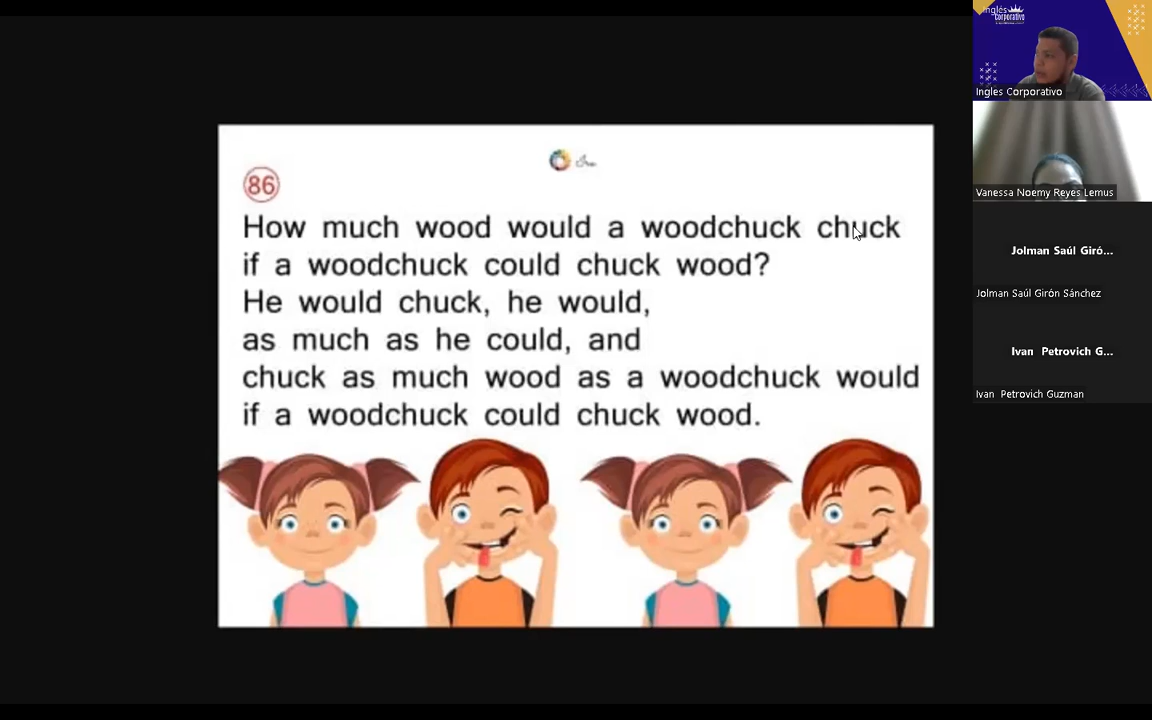 86
How much wood would a woodchuck chuck
if a woodchuck could chuck wood?
He would chuck, he would,
as much as he could, and
chuck as much wood as a woodchuck would
if a woodchuck could chuck wood.
Inglés
corporativo
Ingles Corporativo
Vanessa Noemy Reyes Lemus
Jolman Saúl Giró...
Jolman Saúl Girón Sánchez
Ivan Petrovich G...
Ivan Petrovich Guzman